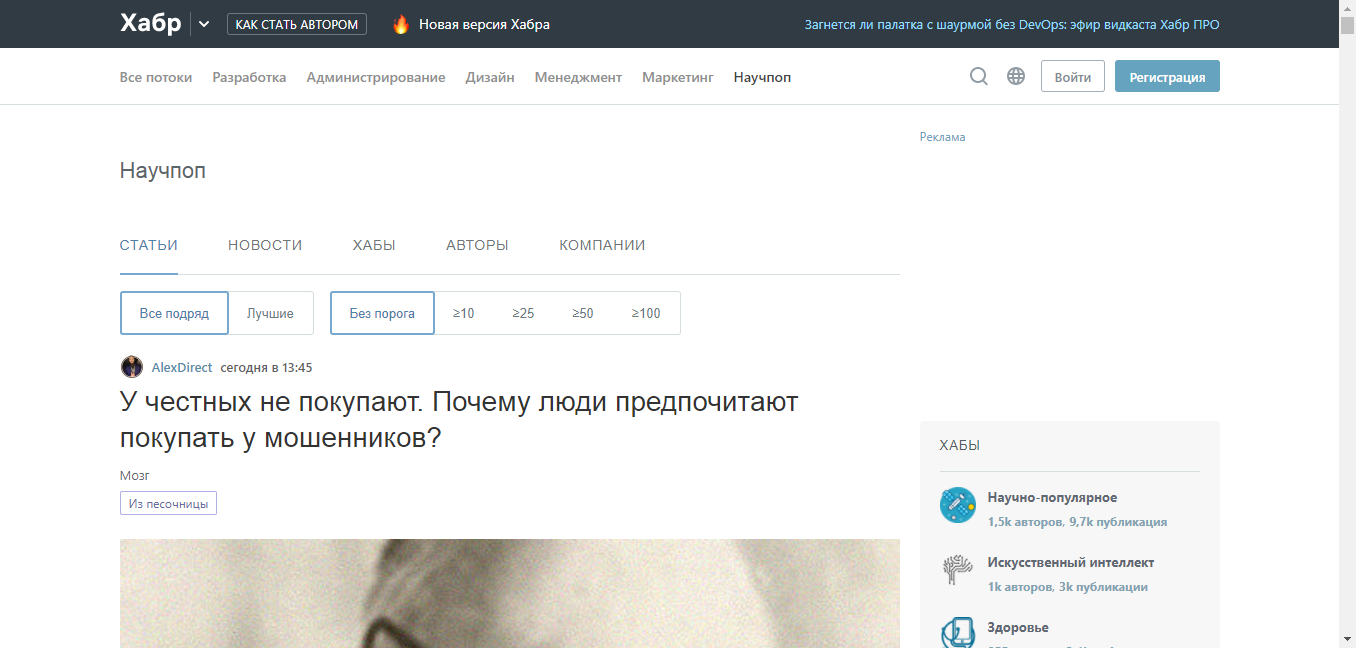 Хабр
КАК СТАТЬ АВТОРОМ
Новая версия Хабра
Загнется ли палатка с шаурмой без DevOps: эфир видкаста Хабр ПРО
Все потоки Разработка Администрирование Дизайн Менеджмент Маркетинг Научпоп
Войти
Регистрация
Реклама
Научпоп
СТАТЬИ НОВОСТИ ХАБЫ АВТОРЫ КОМПАНИИ
Все подряд Лучшие Без порога ≥10 ≥25 ≥50 ≥100
AlexDirect сегодня в 13:45
У честных не покупают. Почему люди предпочитают
покупать у мошенников?
Мозг
Из песочницы
ХАБЫ
Научно-популярное
1,5k авторов, 9,7k публикация
Искусственный интеллект
1k авторов, 3k публикации
Здоровье